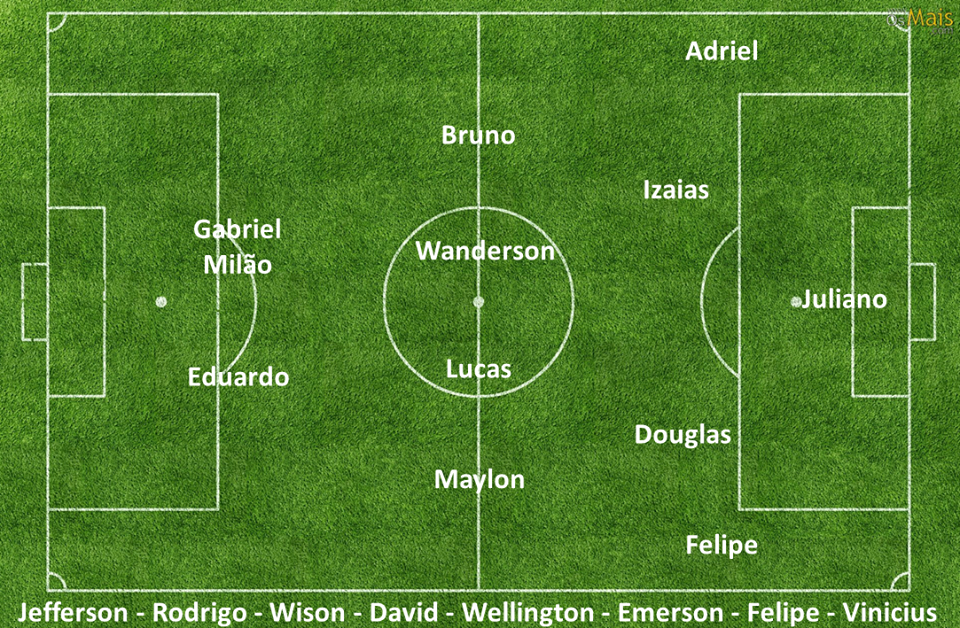 Mais
Adriel
Bruno
Izaias
Gabriel
Milão
Wanderson
Juliano
Lucas
Eduardo
Douglas
Maylon
Felipe
Jefferson - Rodrigo - Wison - David - Wellington - Emerson - Felipe - Vinicius